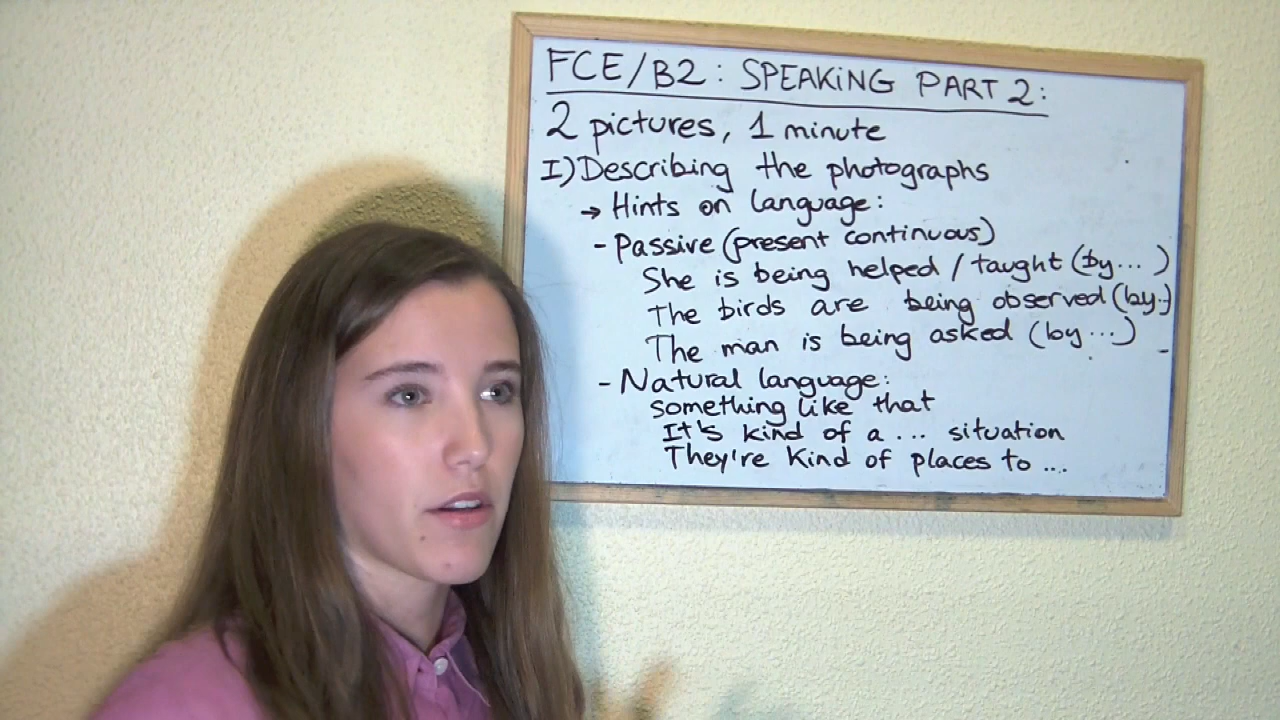 FCE/B2: SPEAKING PART 2:
2 pictures, 1 minute
I) Describing the photographs
→ Hints on language:
- Passive (present continuous)
She is being helped / taught (by... )
The birds are being observed (by..)
The man is being asked (by...)
- Natural language:
something like that
It's kind of a ... situation
They're kind of places to ...